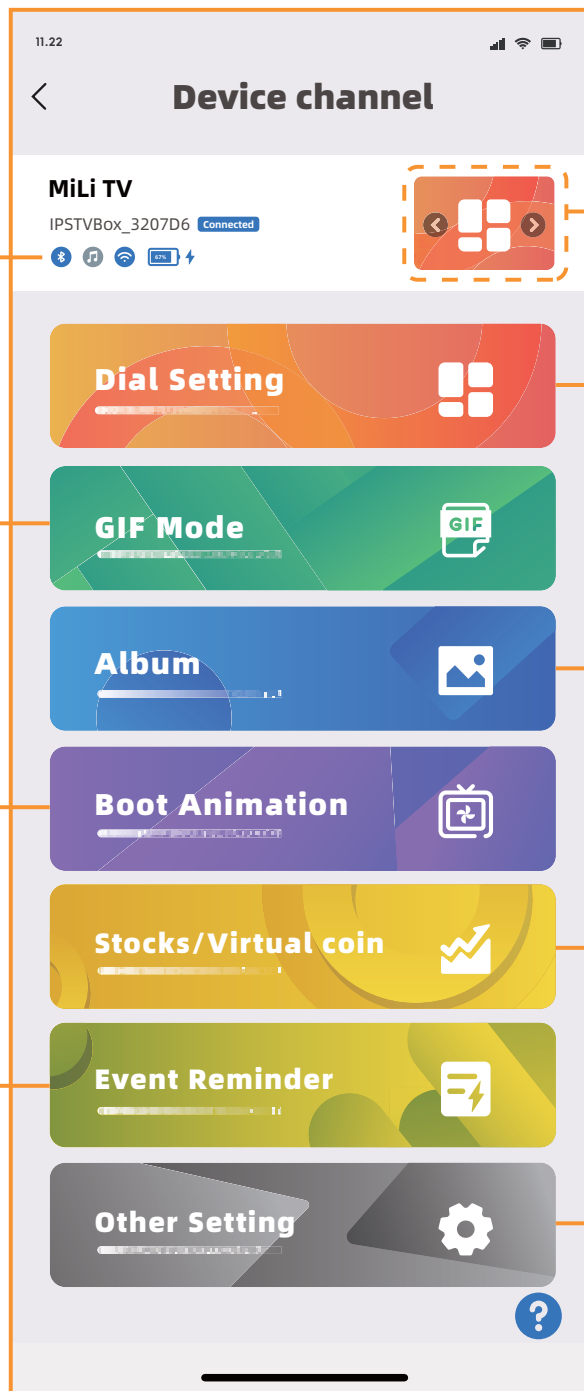 11.22
Device channel
MiLi TV
IPSTVBox_3207D6 Connected
67%
Dial Setting
GIF Mode
GIF
Album
Boot Animation
Stocks/Virtual coin
Event Reminder
Other Setting
?